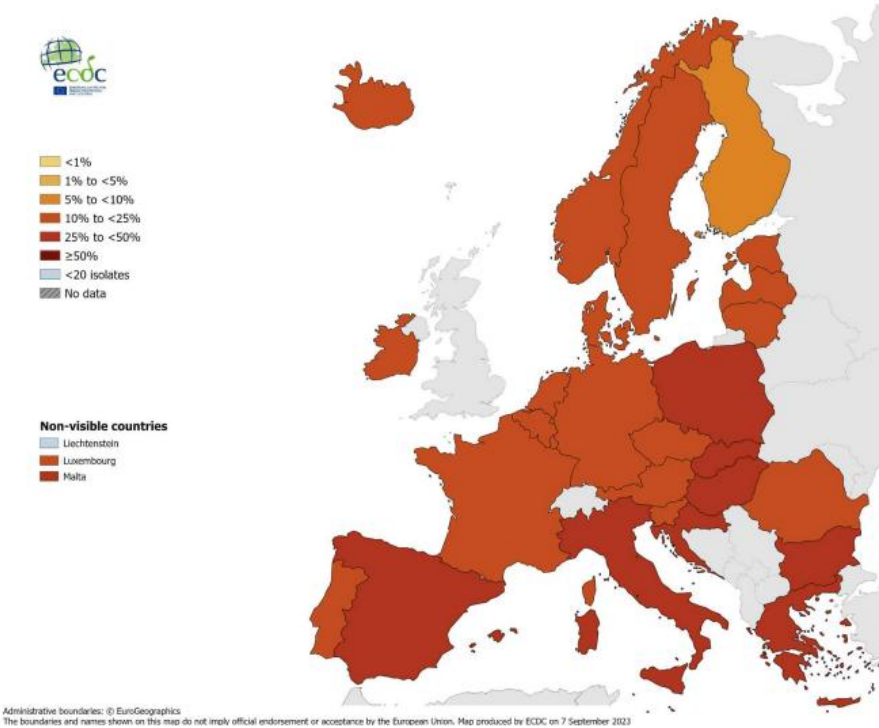 ecdc
<1%
1% to <5%
5% to <10%
10% to <25%
25% to <50%
≥50%
<20 isolates
No data
Non-visible countries
Liechtenstein
Luxembourg
Malta
Administrative boundaries: © EuroGeographics
The boundaries and names shown on this map do not imply official endorsement or acceptance by the European Union. Map produced by ECDC on 7 September 2023